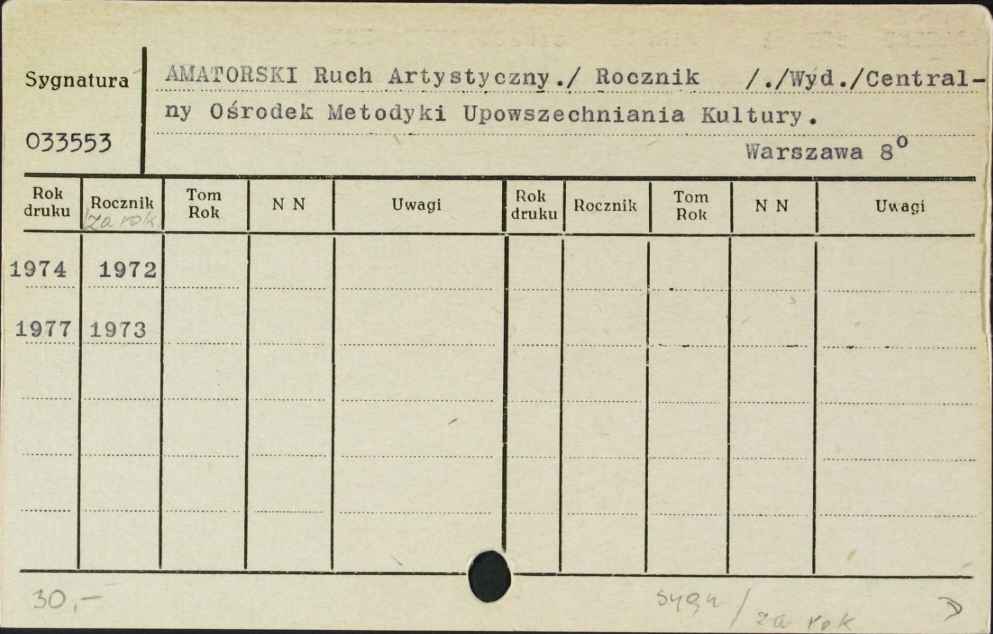 Sygnatura
AMATORSKI Ruch Artystyczny./ Rocznik /./Wyd./Central-
ny Ośrodek Metodyki Upowszechniania Kultury.
033553
Warszawa 8º
Rok druku Rocznik Tom Rok N N Uwagi Rok druku Rocznik Tom Rok N N Uwagi
za rok
1974 1972
1977 1973
30,-
sygn / za rok